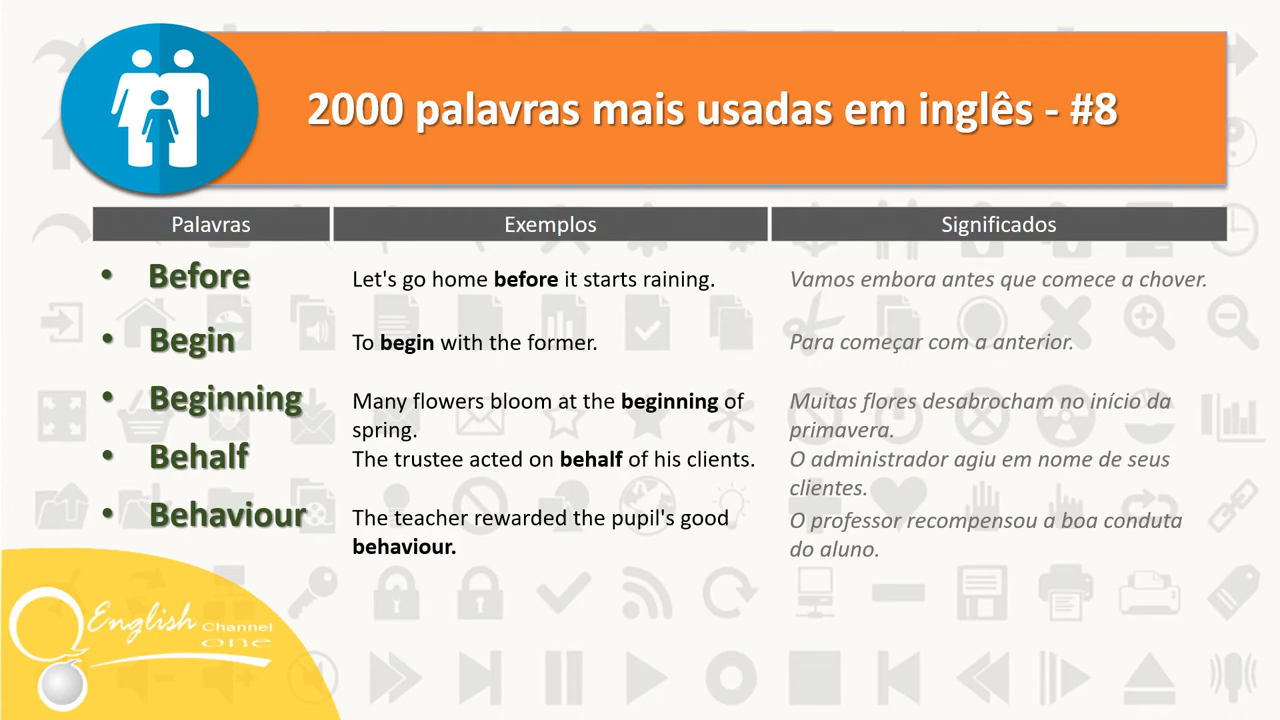 2000 palavras mais usadas em inglês - #8
Palavras Exemplos Significados
• Before Let's go home before it starts raining. Vamos embora antes que comece a chover.
• Begin To begin with the former. Para começar com a anterior.
• Beginning Many flowers bloom at the beginning of Muitas flores desabrocham no início da
spring. primavera.
• Behalf The trustee acted on behalf of his clients. O administrador agiu em nome de seus
clientes.
• Behaviour The teacher rewarded the pupil's good O professor recompensou a boa conduta
behaviour. do aluno.
English Channel
one